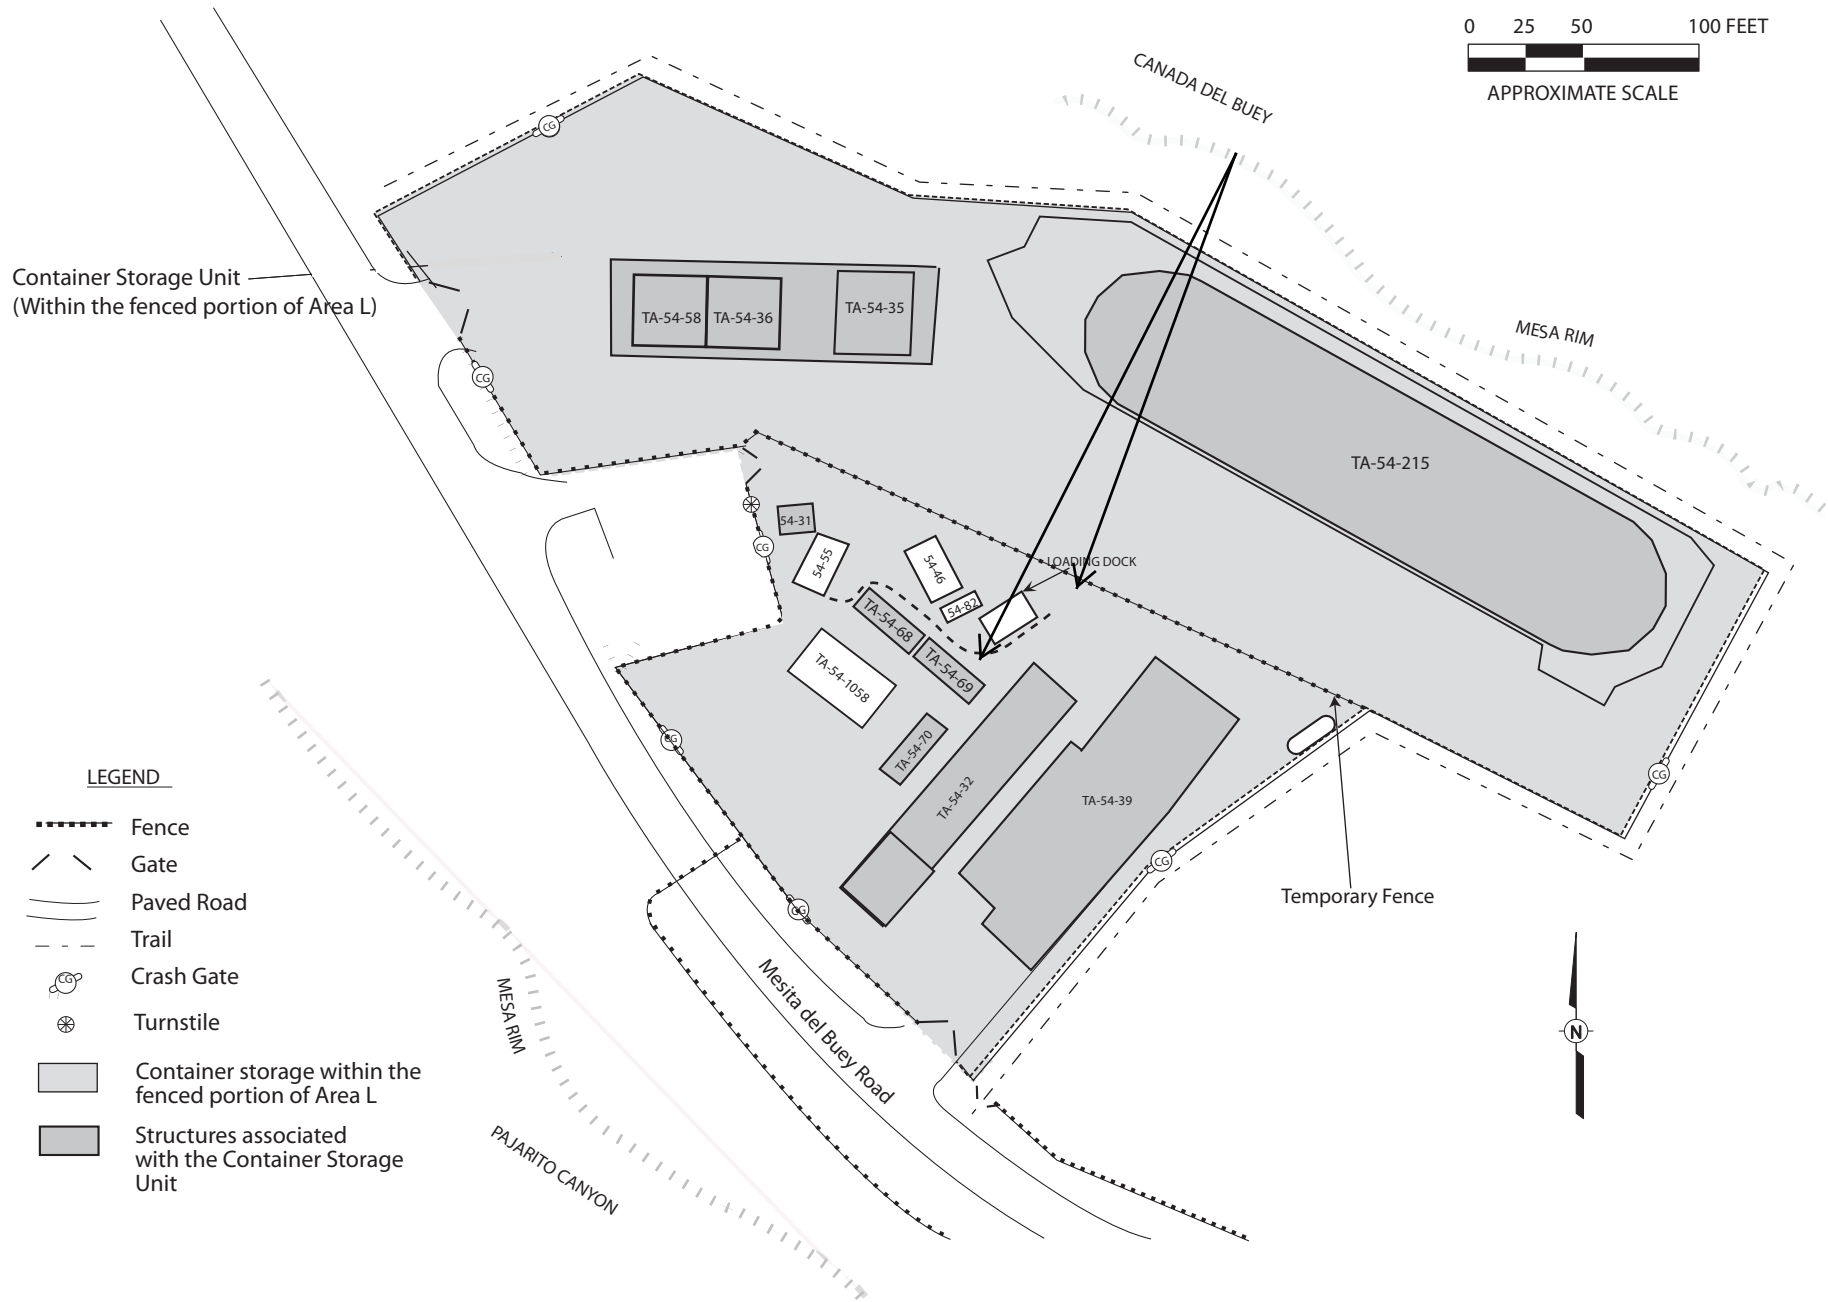 0 25 50 100 FEET
APPROXIMATE SCALE
CANADA DEL BUEY
CG
Container Storage Unit
(Within the fenced portion of Area L)
TA-54-58
TA-54-36
TA-54-35
MESA RIM
CG
TA-54-215
54-31
CG
54-55
54-46
LOADING DOCK
54-82
TA-54-68
TA-54-69
TA-54-1058
CG
TA-54-70
TA-54-32
TA-54-39
CG
CG
CG
Temporary Fence
LEGEND
Fence
Gate
Paved Road
Trail
CG
Crash Gate
Turnstile
Container storage within the
fenced portion of Area L
Structures associated
with the Container Storage
Unit
MESA RIM
Mesita del Buey Road
PAJARITO CANYON
N